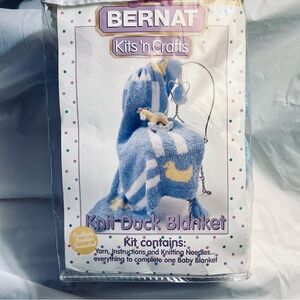 BERNAT
Kits 'n Crafts
Knit Duck Blanket
Kit contains:
Yarn, Instructions and Knitting Needles...
everything to complete one Baby Blanket